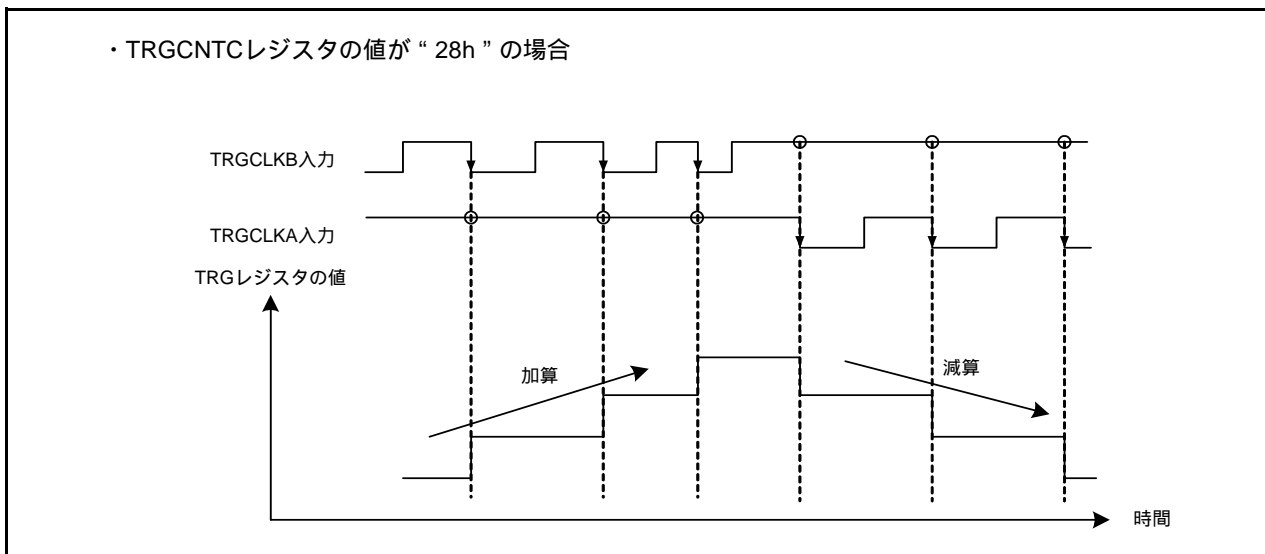 ・TRGCNTCレジスタの値が “ 28h ” の場合
TRGCLKB入力
TRGCLKA入力
TRGレジスタの値
加算
減算
時間